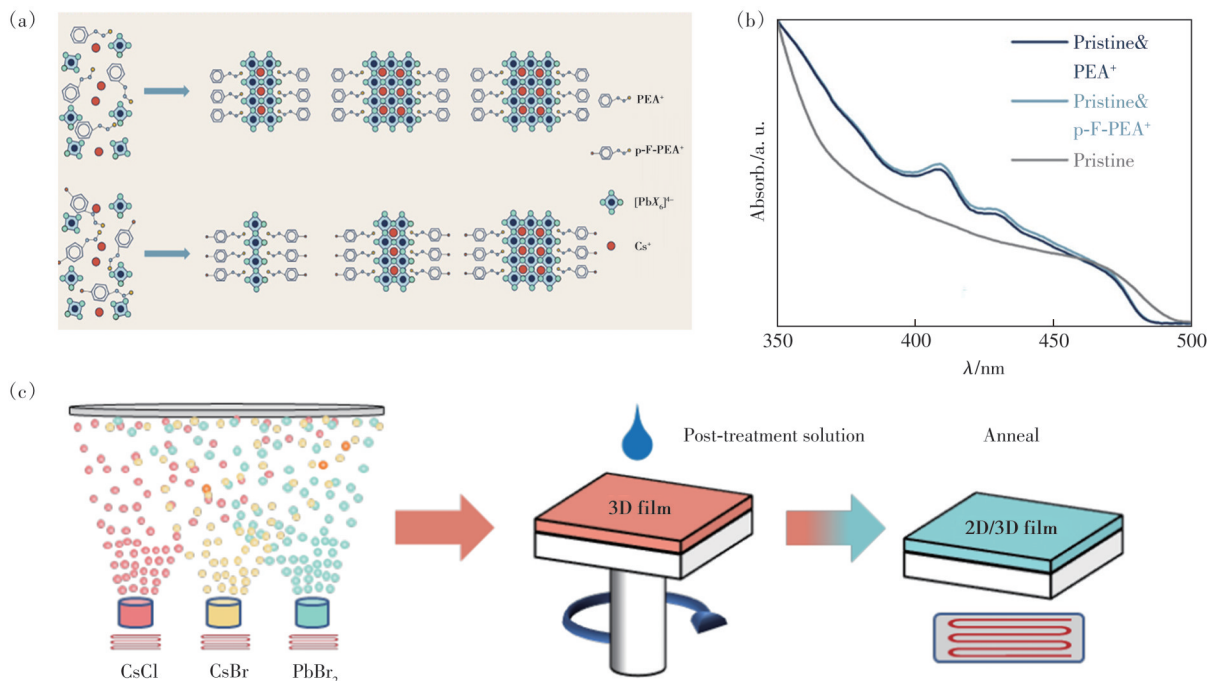 (a)
PEA⁺
p-F-PEA⁺
[PbX₆]⁴⁻
Cs⁺
(b)
Pristine&
PEA⁺
Pristine&
p-F-PEA⁺
Pristine
Absorb./a. u.
350
400
450
500
λ/nm
(c)
CsCl
CsBr
PbBr₂
Post-treatment solution
3D film
Anneal
2D/3D film